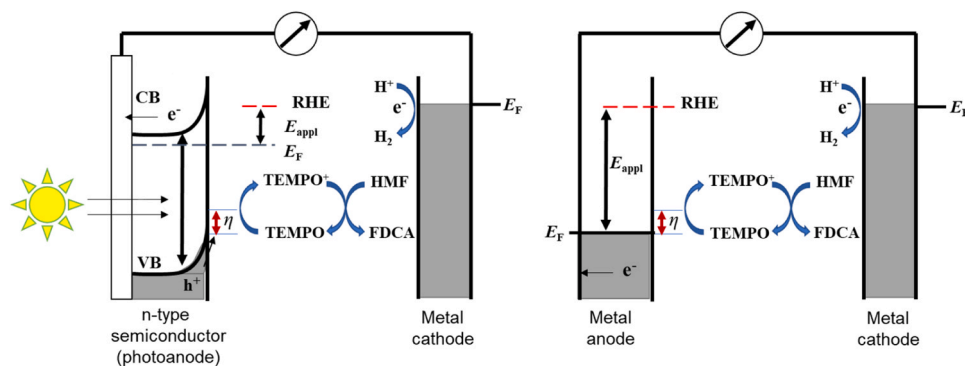 CB
e⁻
RHE
E_appl
E_F
TEMPO⁺
HMF
η
TEMPO
FDCA
VB
h⁺
H⁺
e⁻
H₂
E_F
n-type
semiconductor
(photoanode)
Metal
cathode
RHE
E_appl
E_F
e⁻
TEMPO⁺
HMF
η
TEMPO
FDCA
H⁺
e⁻
H₂
Metal
anode
Metal
cathode